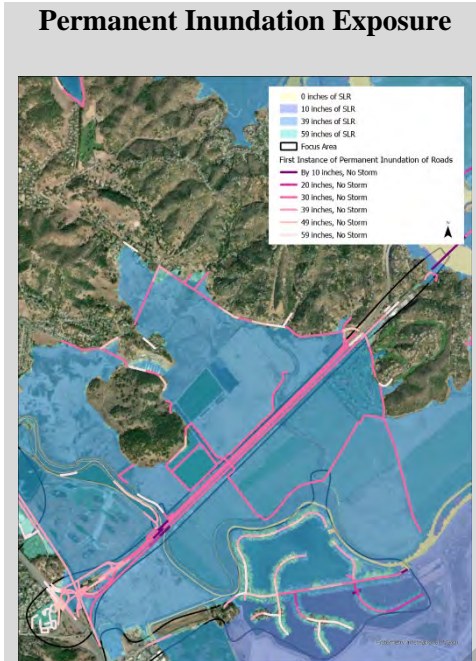 Permanent Inundation Exposure
0 inches of SLR
10 inches of SLR
39 inches of SLR
59 inches of SLR
Focus Area
First Instance of Permanent Inundation of Roads
By 10 inches, No Storm
20 inches, No Storm
30 inches, No Storm
39 inches, No Storm
49 inches, No Storm
59 inches, No Storm